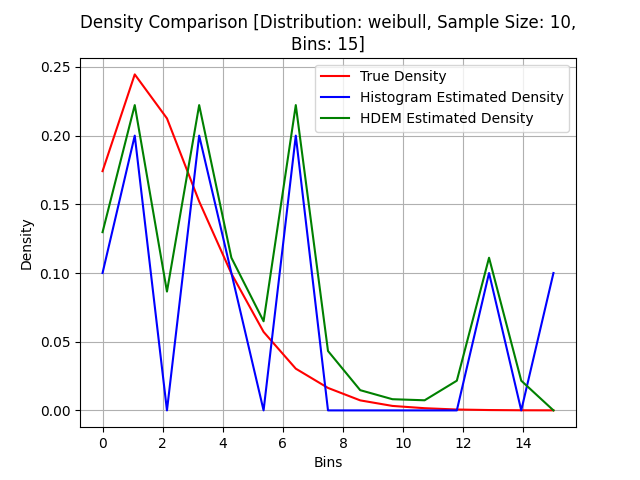 Density Comparison [Distribution: weibull, Sample Size: 10,
Bins: 15]
True Density
Histogram Estimated Density
HDEM Estimated Density
Density
0.25
0.20
0.15
0.10
0.05
0.00
0 2 4 6 8 10 12 14
Bins